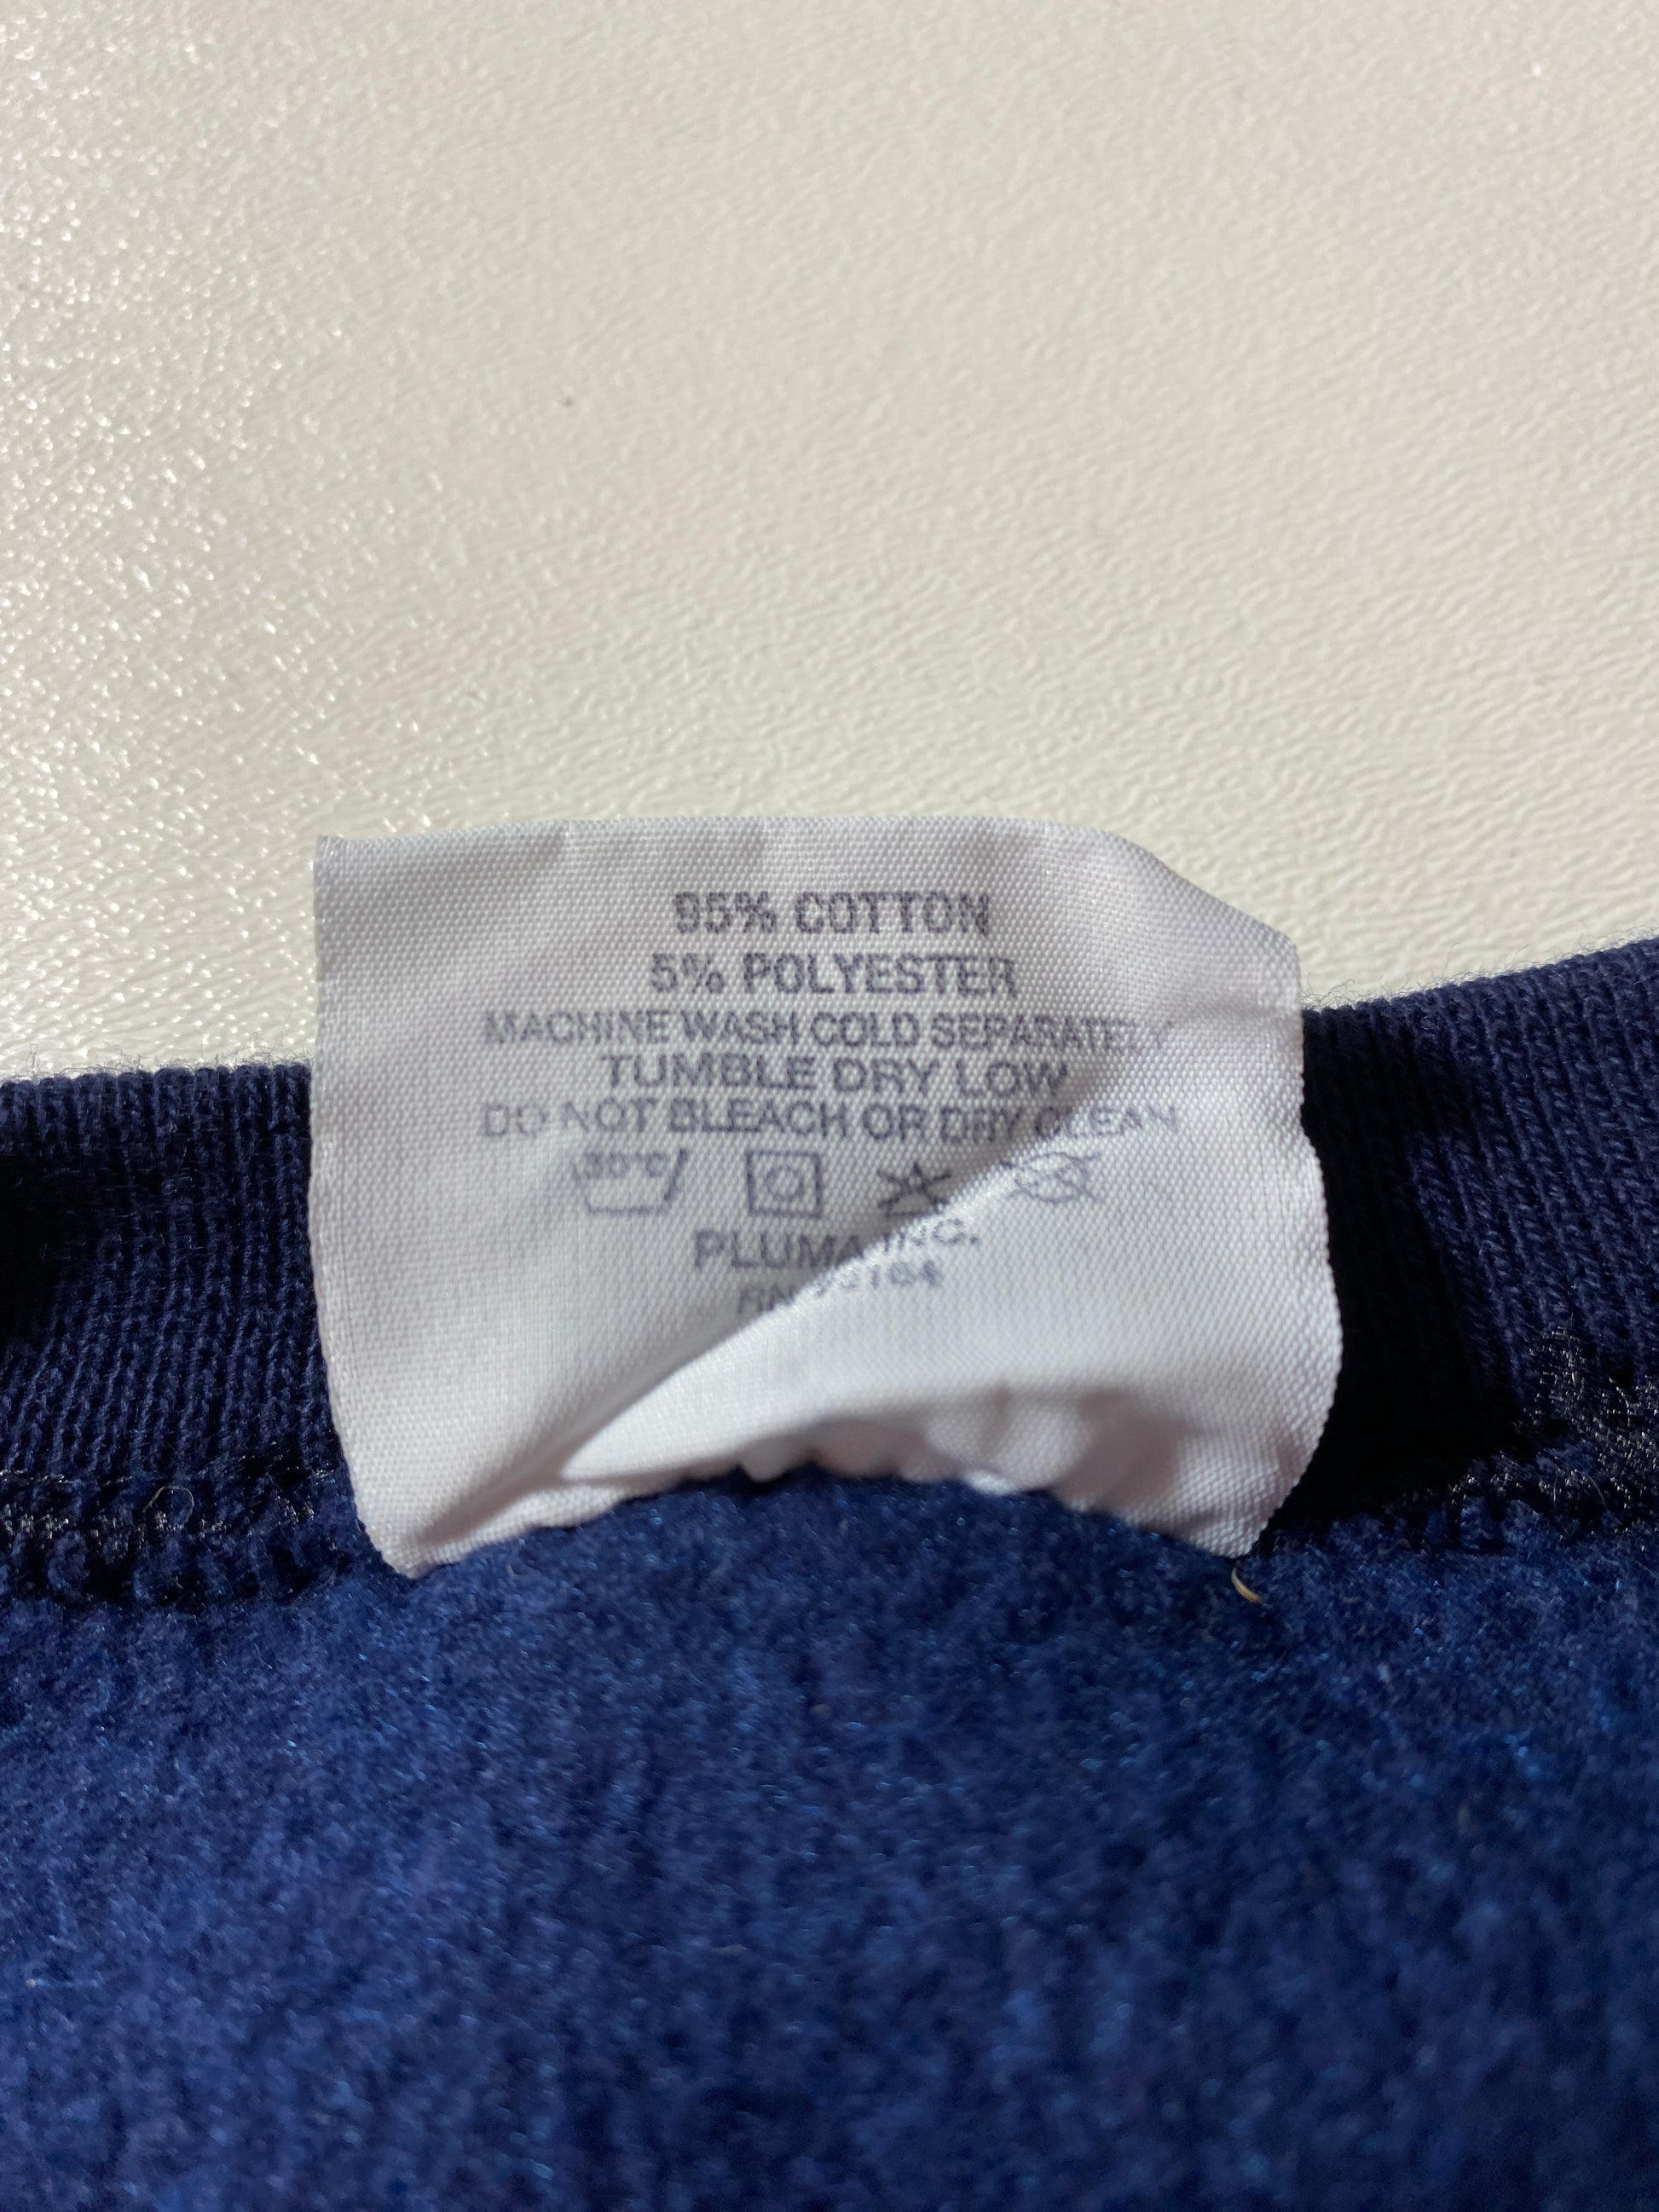 95% COTTON
5% POLYESTER
MACHINE WASH COLD SEPARATELY
TUMBLE DRY LOW
DO NOT BLEACH OR DRY CLEAN
30°C
PLUMA, INC.